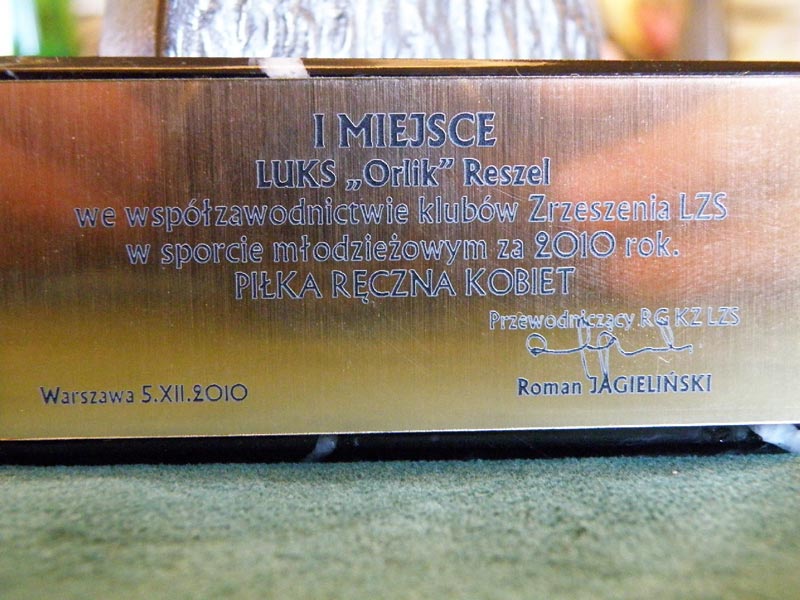 I MIEJSCE
LUKS „Orlik” Reszel
we współzawodnictwie klubów Zrzeszenia LZS
w sporcie młodzieżowym za 2010 rok.
PIŁKA RĘCZNA KOBIET
Przewodniczący RG KZ LZS
Roman JAGIELIŃSKI
Warszawa 5.XII.2010